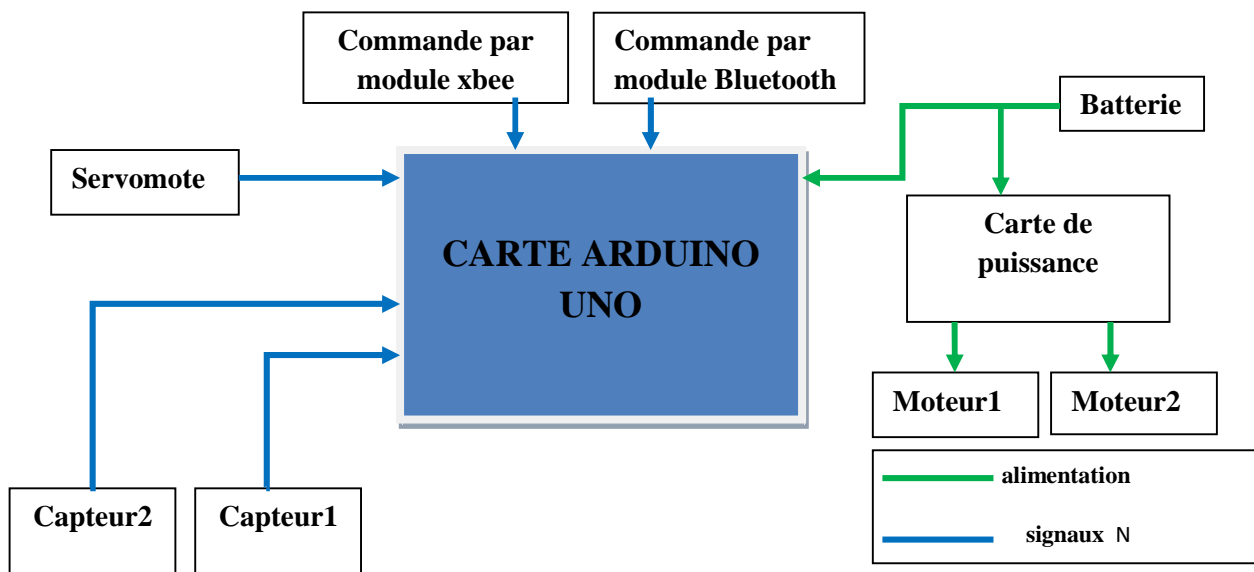 Commande par
module xbee
Commande par
module Bluetooth
Batterie
Servomote
CARTE ARDUINO
UNO
Carte de
puissance
Moteur1
Moteur2
alimentation
signaux N
Capteur2
Capteur1